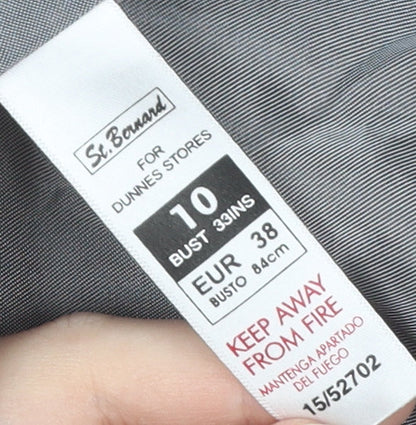 St. Bernard
FOR
DUNNES STORES
10
BUST 33INS
EUR 38
BUSTO 84cm
KEEP AWAY
FROM FIRE
MANTENGA APARTADO
DEL FUEGO
15/52702